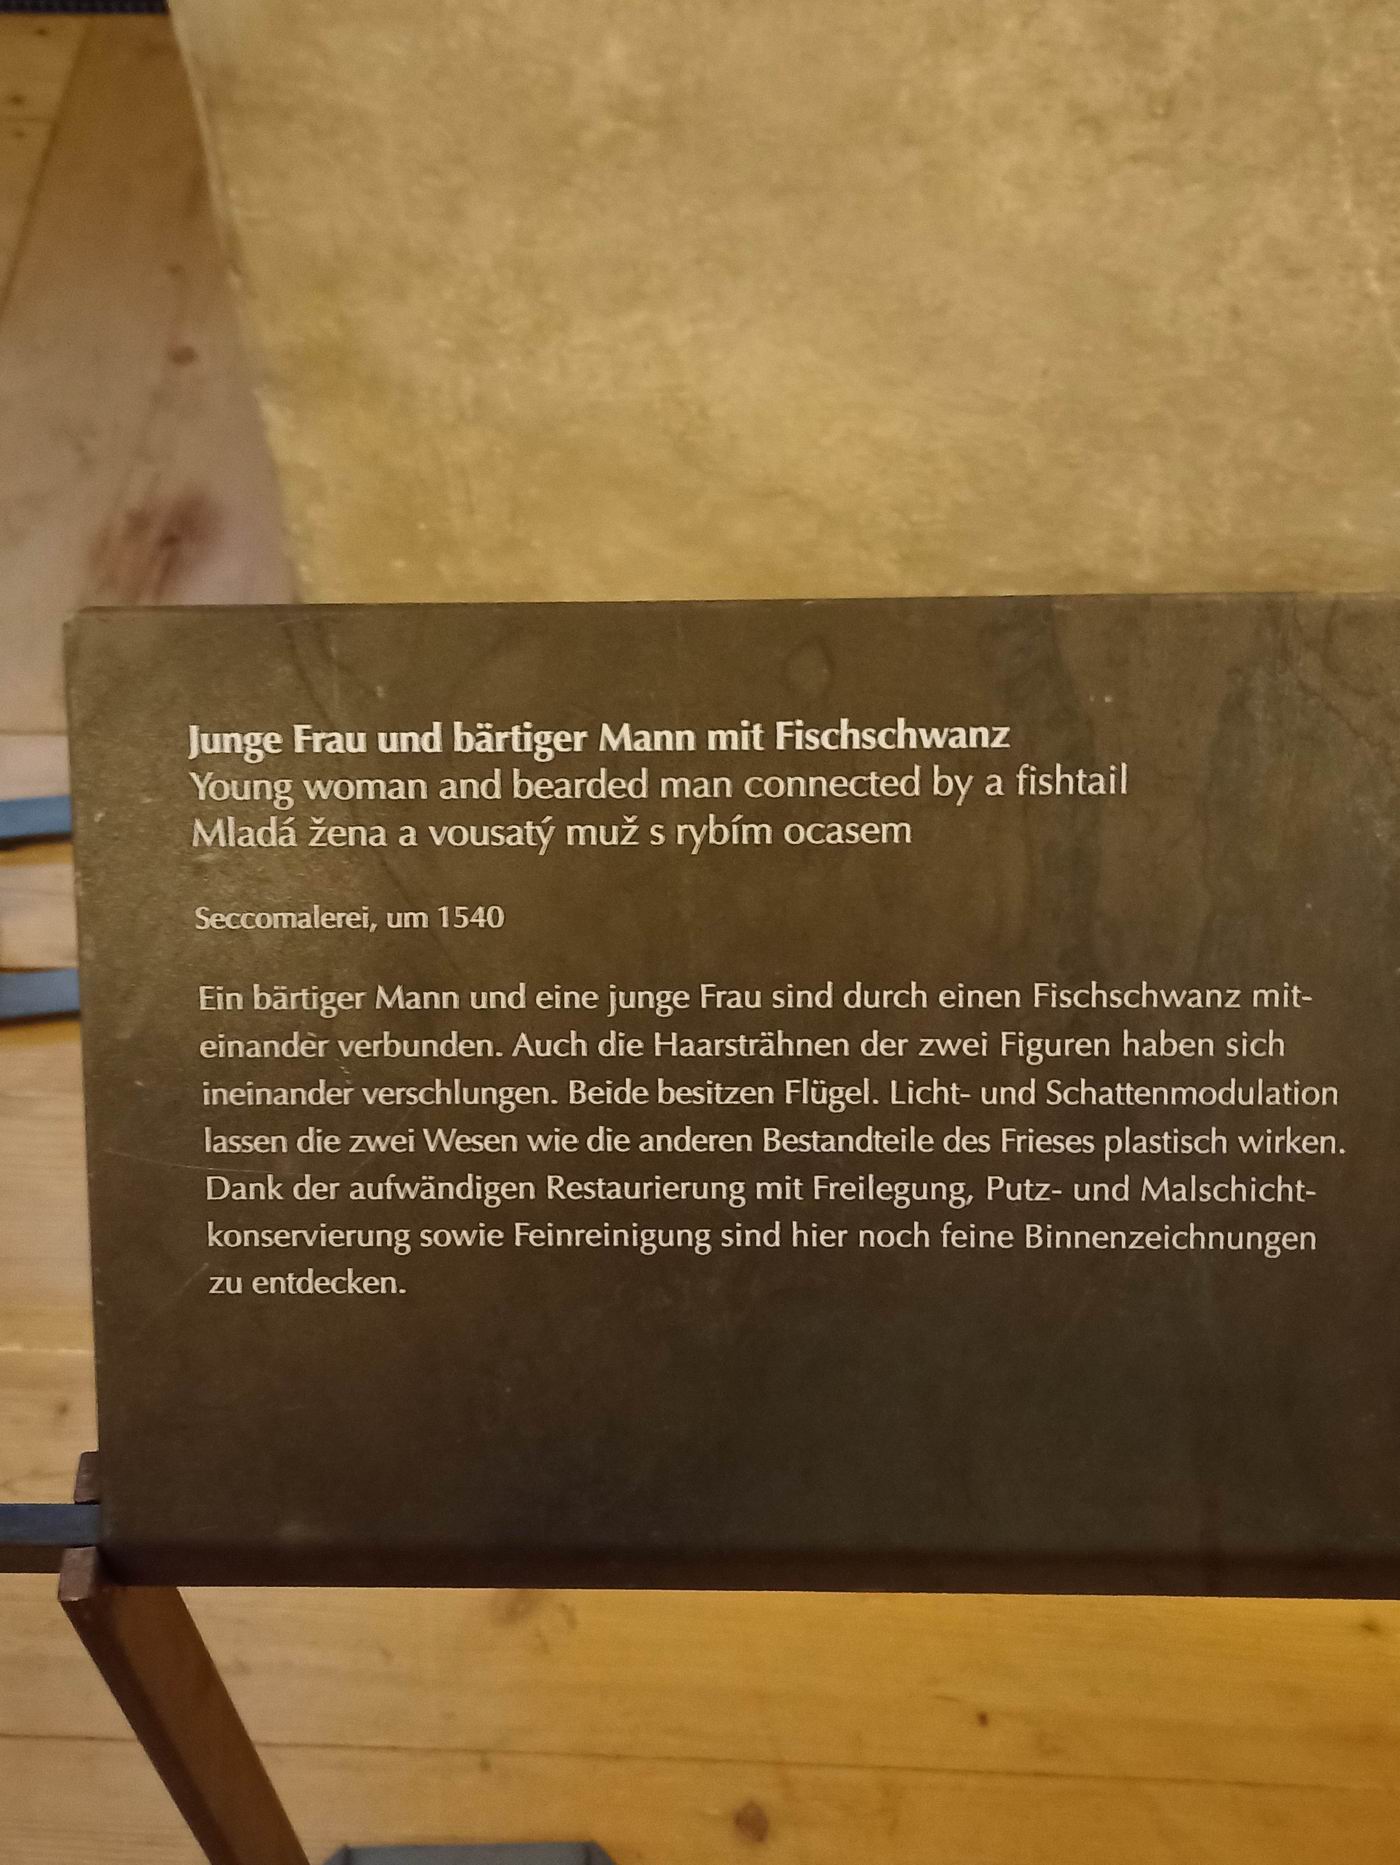 Junge Frau und bärtiger Mann mit Fischschwanz
Young woman and bearded man connected by a fishtail
Mladá žena a vousatý muž s rybím ocasem
Seccomalerei, um 1540
Ein bärtiger Mann und eine junge Frau sind durch einen Fischschwanz mit-
einander verbunden. Auch die Haarsträhnen der zwei Figuren haben sich
ineinander verschlungen. Beide besitzen Flügel. Licht- und Schattenmodulation
lassen die zwei Wesen wie die anderen Bestandteile des Frieses plastisch wirken.
Dank der aufwändigen Restaurierung mit Freilegung, Putz- und Malschicht-
konservierung sowie Feinreinigung sind hier noch feine Binnenzeichnungen
zu entdecken.